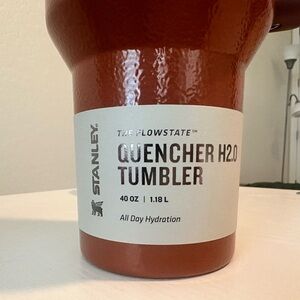 STANLEY.
THE FLOWSTATE™
QUENCHER H2.0
TUMBLER
40 OZ | 1.18 L
All Day Hydration